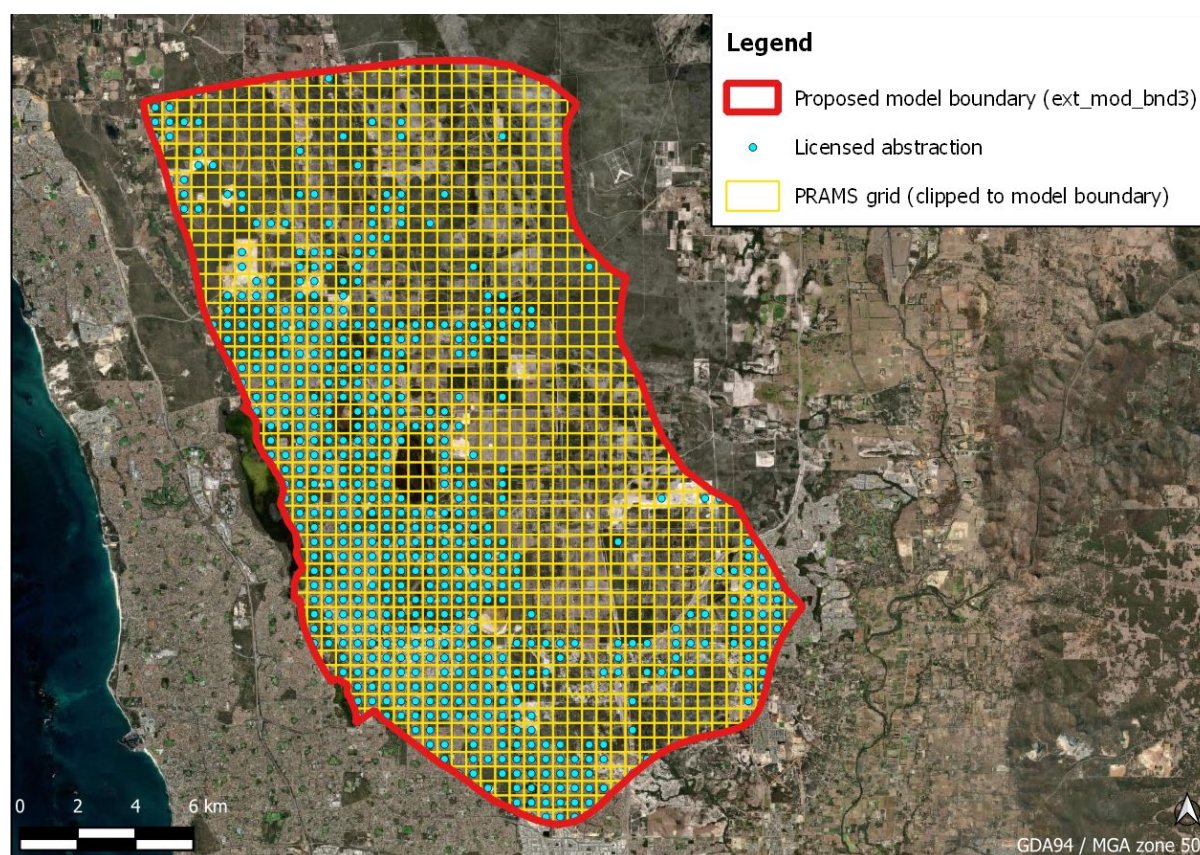 Legend
Proposed model boundary (ext_mod_bnd3)
Licensed abstraction
PRAMS grid (clipped to model boundary)
0 2 4 6 km
GDA94 / MGA zone 50